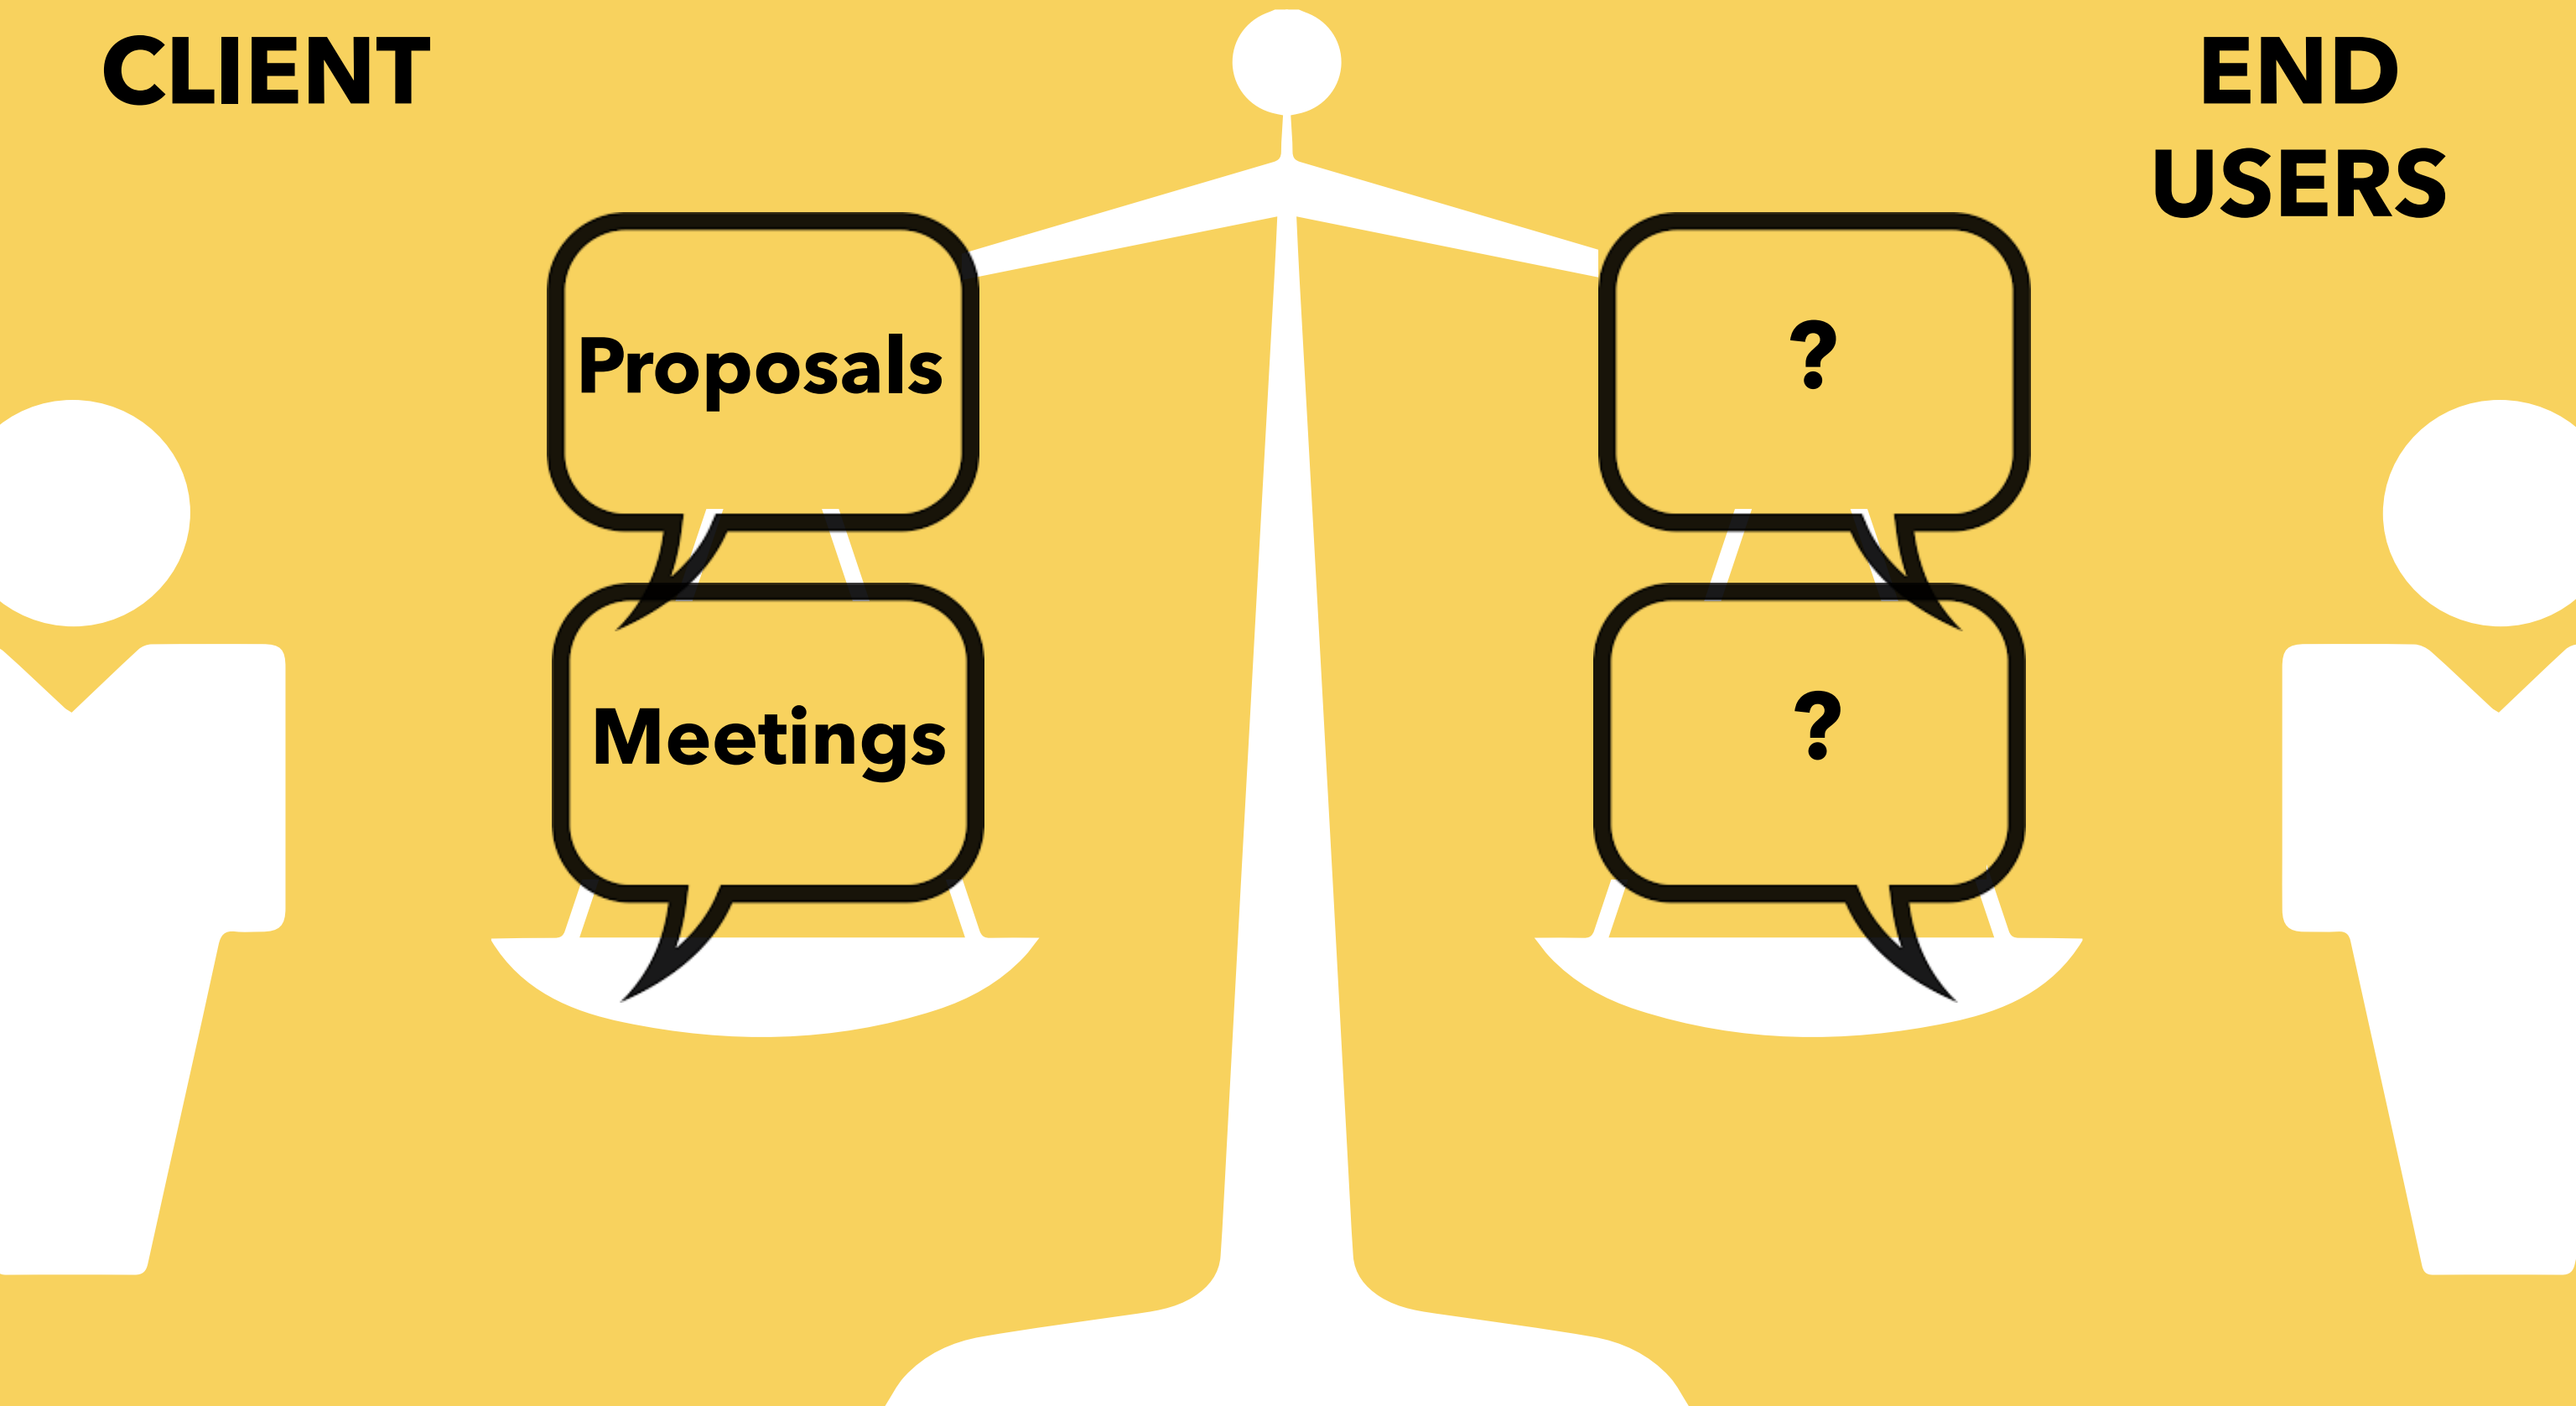 CLIENT
Proposals
Meetings
END
USERS
?
?